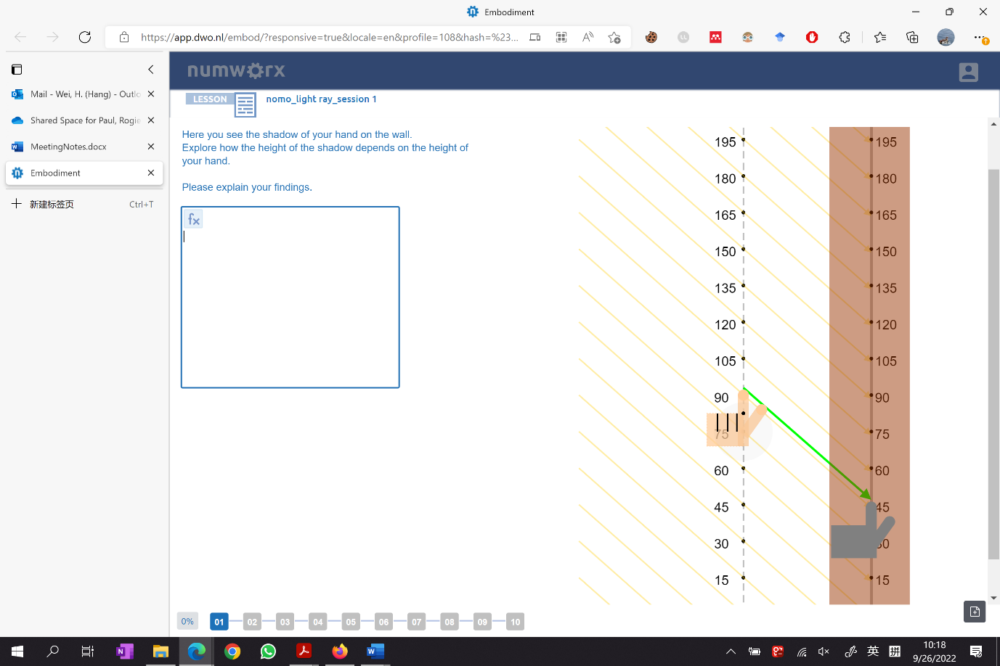 Embodiment
https://app.dwo.nl/embod/?responsive=true&locale=en&profile=108&hash=%23...
Mail - Wei, H. (Hang) - Outlo
Shared Space for Paul, Rogie
MeetingNotes.docx
Embodiment
新建标签页 Ctrl+T
numworx
LESSON
nomo_light ray_session 1
Here you see the shadow of your hand on the wall.
Explore how the height of the shadow depends on the height of
your hand.
Please explain your findings.
fx
195 195
180 180
165 165
150 150
135 135
120 120
105 105
90 90
75 75
60 60
45 45
30 30
15 15
0% 01 02 03 04 05 06 07 08 09 10
英 拼
10:18
9/26/2022